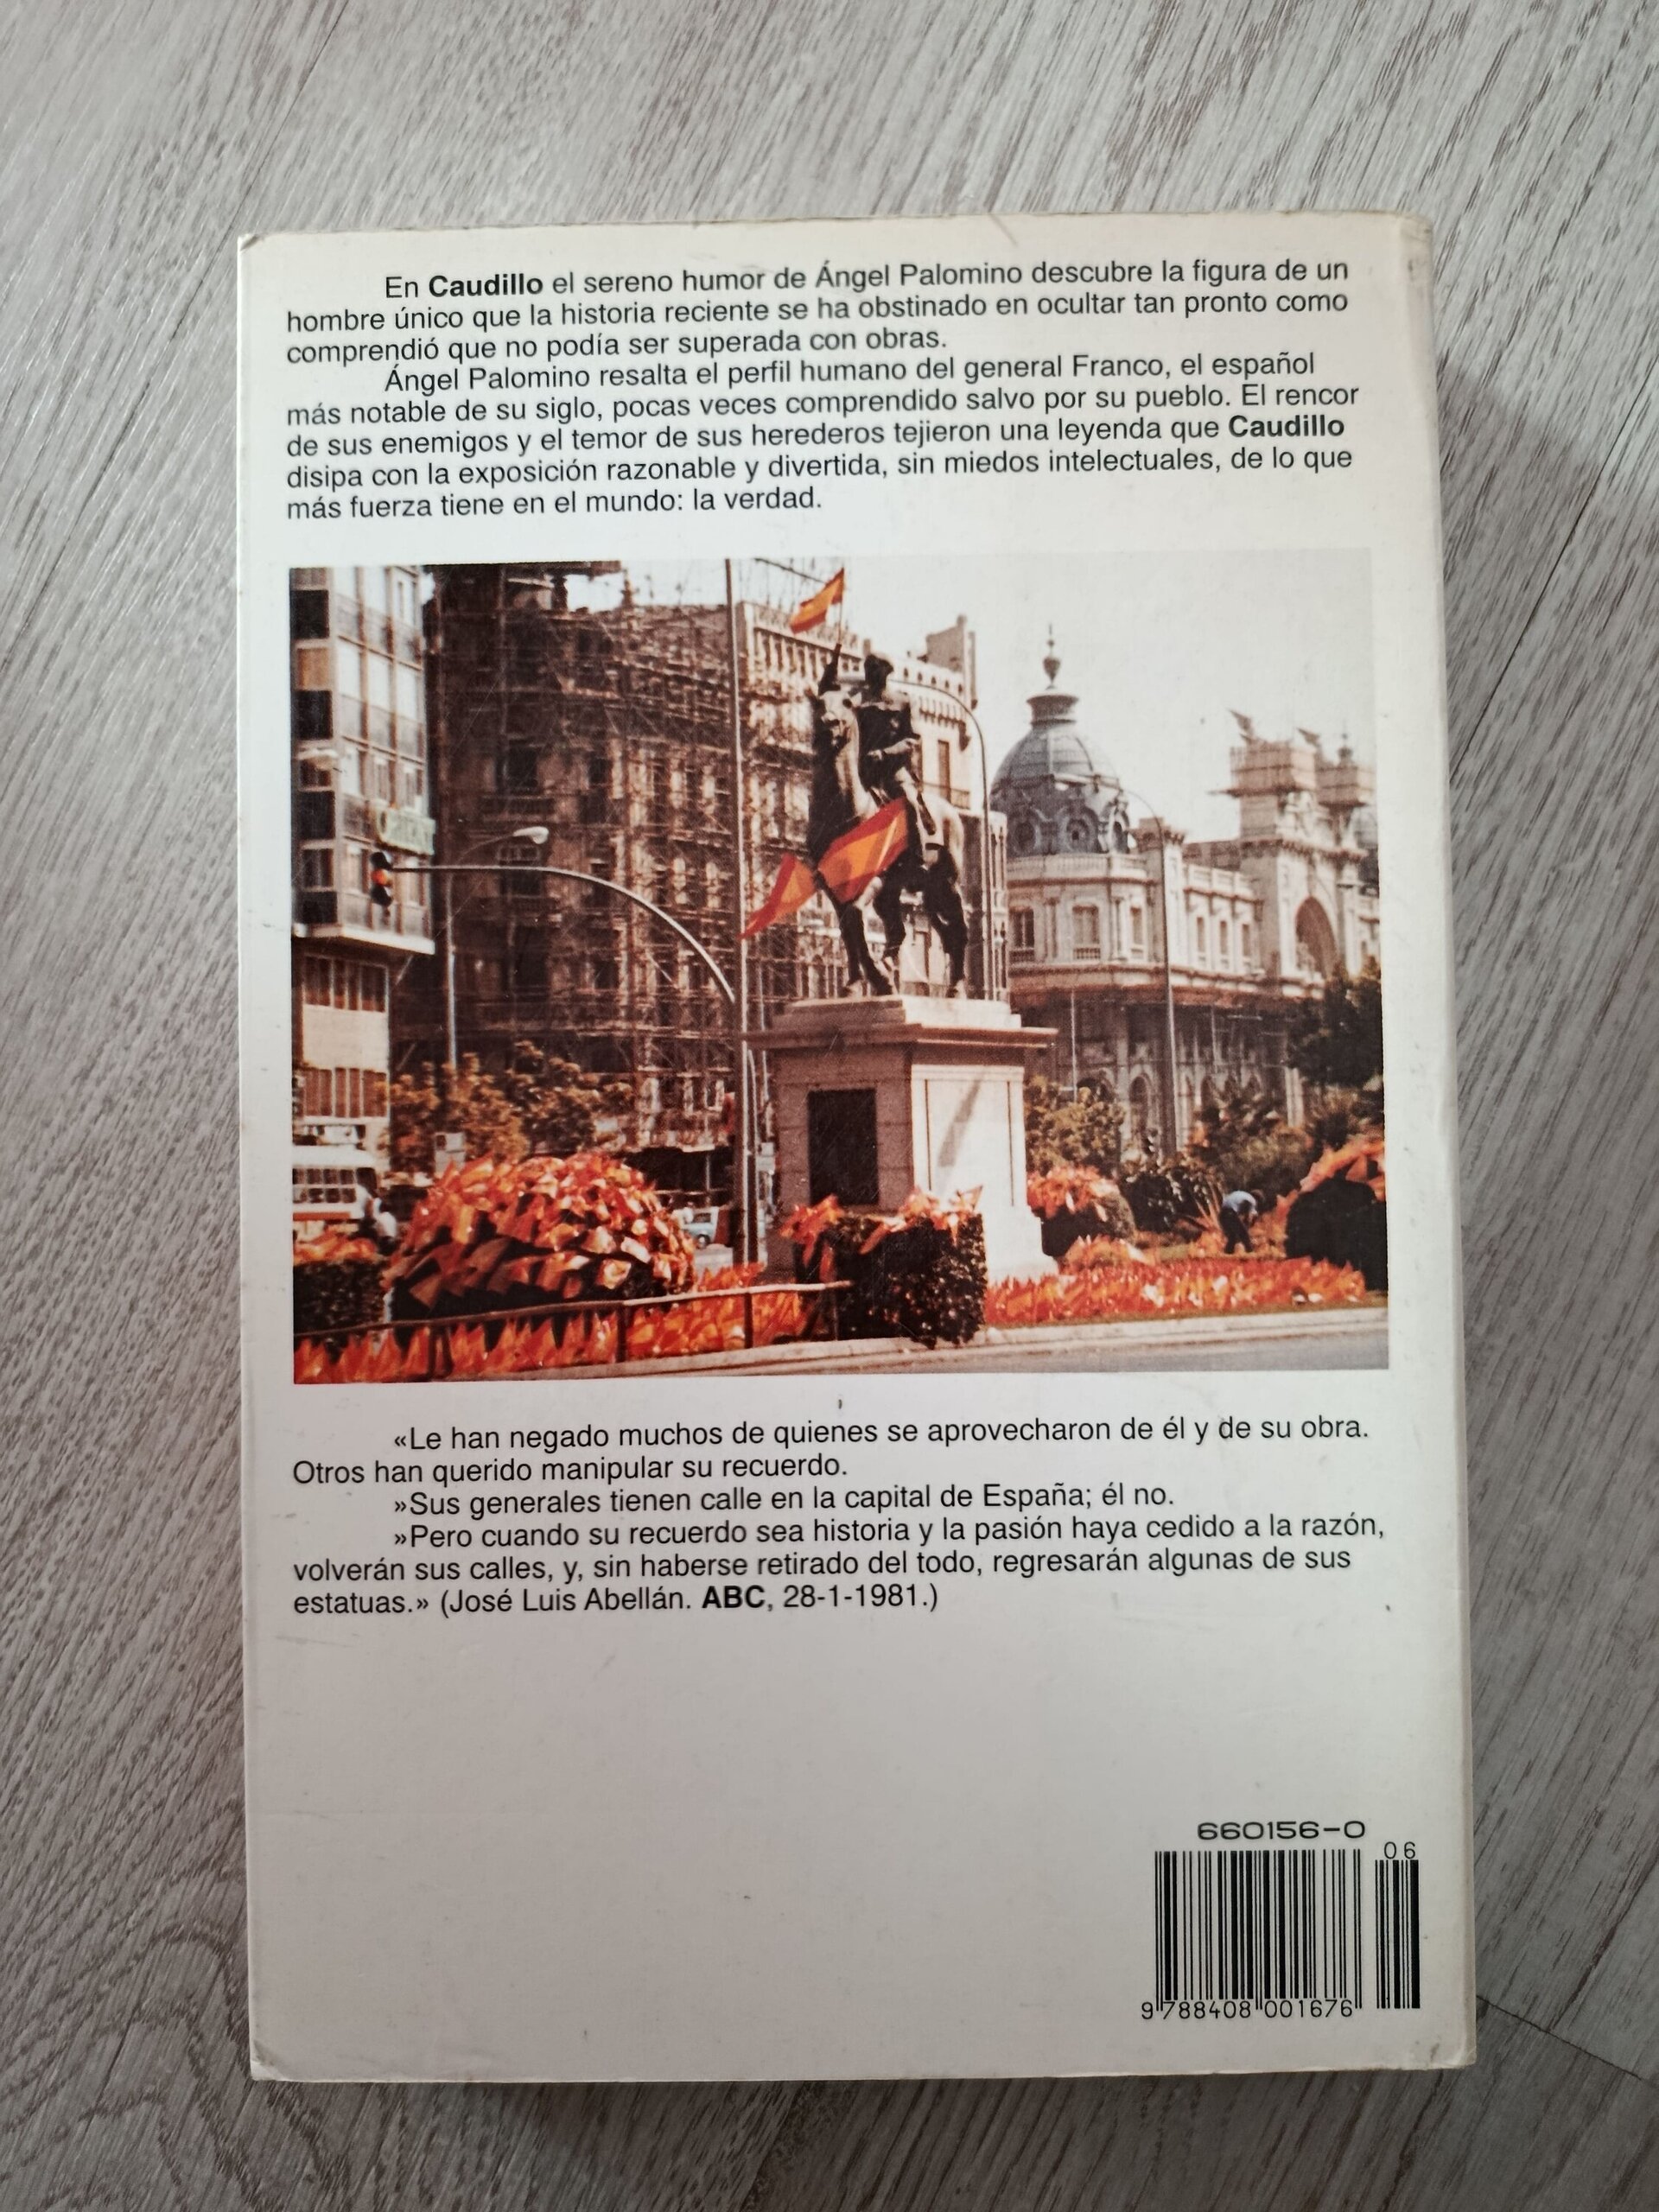 En Caudillo el sereno humor de Ángel Palomino descubre la figura de un
hombre único que la historia reciente se ha obstinado en ocultar tan pronto como
comprendió que no podía ser superada con obras.
Ángel Palomino resalta el perfil humano del general Franco, el español
más notable de su siglo, pocas veces comprendido salvo por su pueblo. El rencor
de sus enemigos y el temor de sus herederos tejieron una leyenda que Caudillo
disipa con la exposición razonable y divertida, sin miedos intelectuales, de lo que
más fuerza tiene en el mundo: la verdad.
«Le han negado muchos de quienes se aprovecharon de él y de su obra.
Otros han querido manipular su recuerdo.
»Sus generales tienen calle en la capital de España; él no.
»Pero cuando su recuerdo sea historia y la pasión haya cedido a la razón,
volverán sus calles, y, sin haberse retirado del todo, regresarán algunas de sus
estatuas.» (José Luis Abellán. ABC, 28-1-1981.)
660156-0
06
9 788408 001676